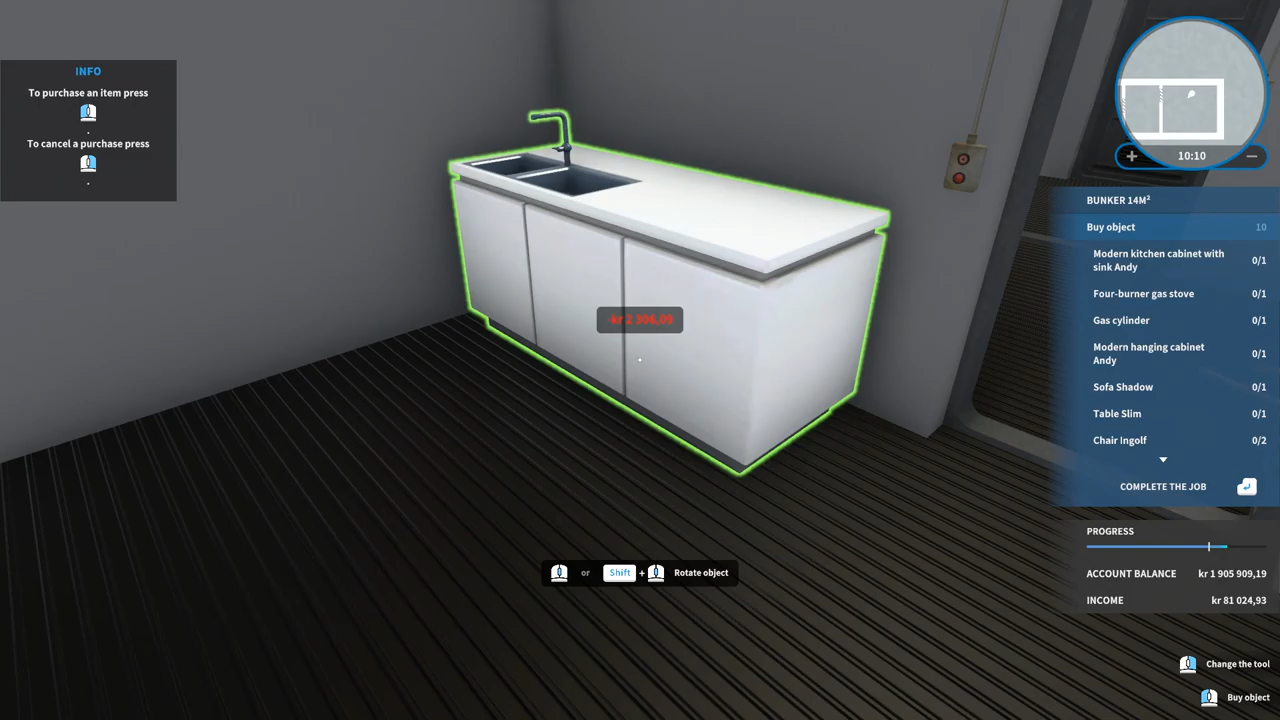 INFO
To purchase an item press
.
To cancel a purchase press
.
-kr 2 306,09
or Shift + Rotate object
+ 10:10 −
BUNKER 14M²
Buy object 10
Modern kitchen cabinet with
sink Andy 0/1
Four-burner gas stove 0/1
Gas cylinder 0/1
Modern hanging cabinet
Andy 0/1
Sofa Shadow 0/1
Table Slim 0/1
Chair Ingolf 0/2
COMPLETE THE JOB
PROGRESS
ACCOUNT BALANCE kr 1 905 909,19
INCOME kr 81 024,93
Change the tool
Buy object